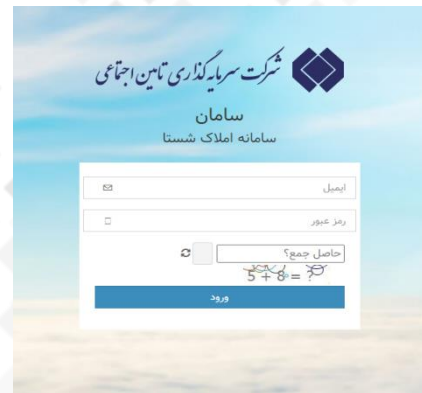 شرکت سرمایه‌گذاری تامین اجتماعی
سامان
سامانه املاک شستا
ایمیل
رمز عبور
حاصل جمع؟
5 + 8 = ?
ورود